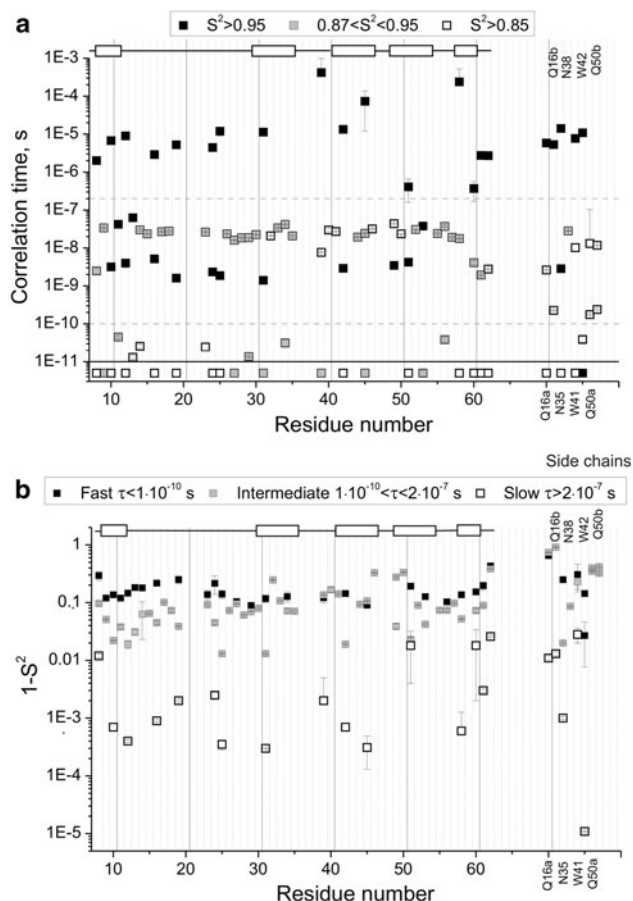 a
S²>0.95 0.87<S²<0.95 S²>0.85
Q16b
N38
W42
Q50b
Correlation time, s
1E-3
1E-4
1E-5
1E-6
1E-7
1E-8
1E-9
1E-10
1E-11
10 20 30 40 50 60
Q16a
N35
W41
Q50a
Residue number
Side chains
b
Fast τ<1·10⁻¹⁰ s Intermediate 1·10⁻¹⁰<τ<2·10⁻⁷ s Slow τ>2·10⁻⁷ s
Q16b
N38
W42
Q50b
1-S²
1
0.1
0.01
1E-3
1E-4
1E-5
10 20 30 40 50 60
Q16a
N35
W41
Q50a
Residue number